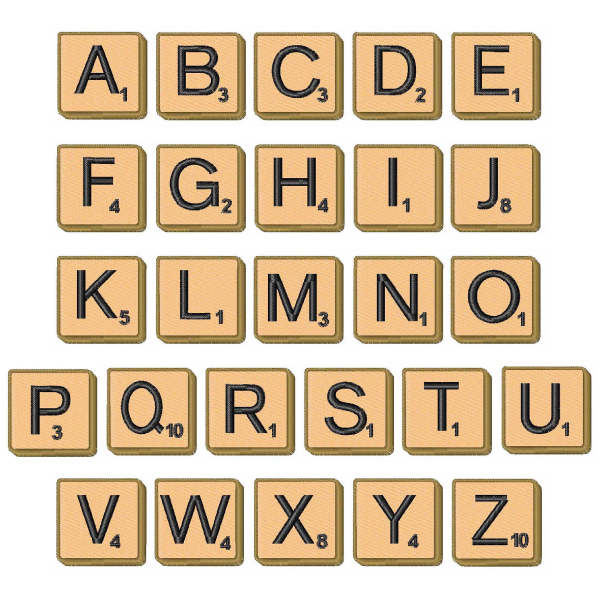 A1 B3 C3 D2 E1
F4 G2 H4 I1 J8
K5 L1 M3 N1 O1
P3 Q10 R1 S1 T1 U1
V4 W4 X8 Y4 Z10